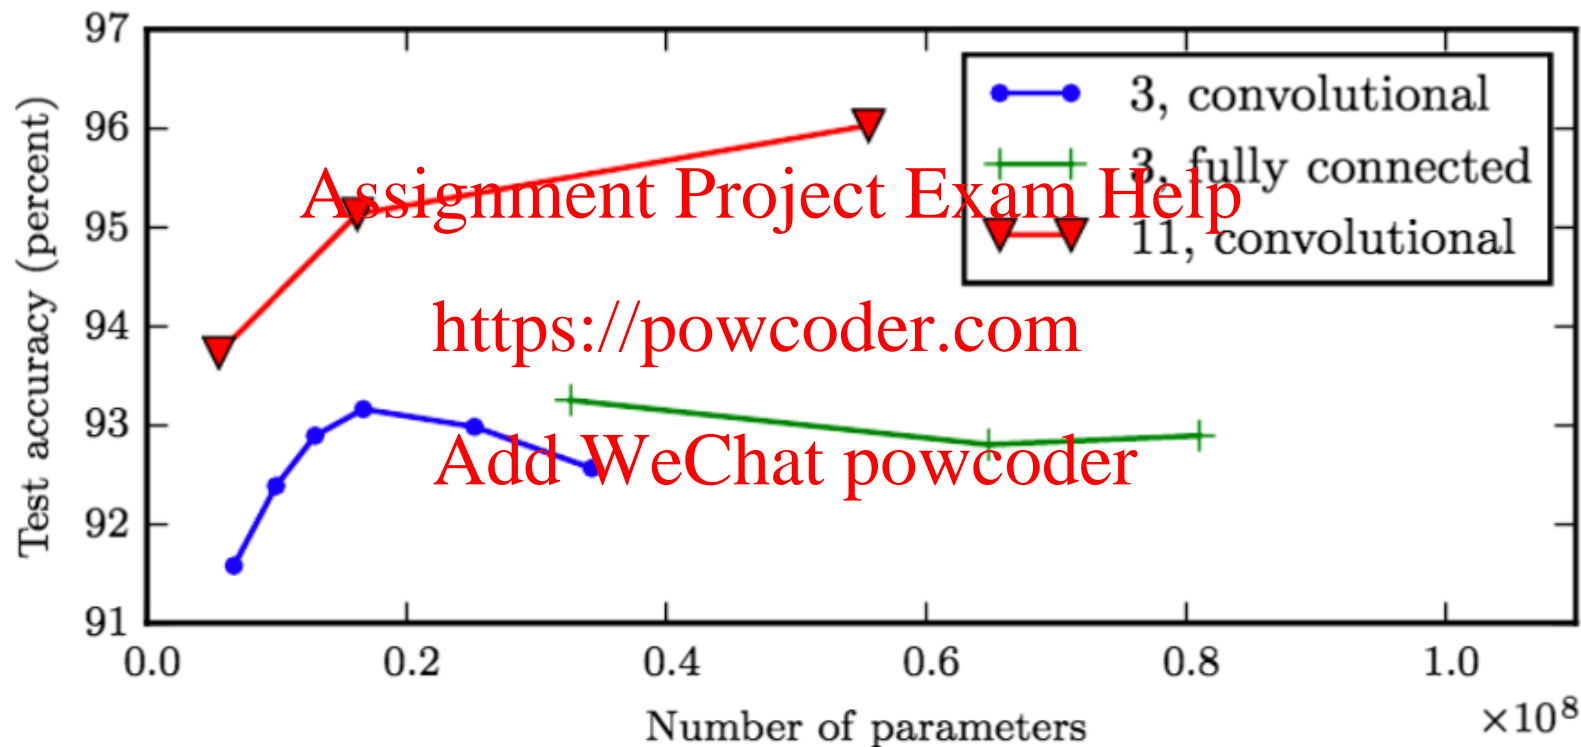 97
96
95
94
93
92
91
Test accuracy (percent)
3, convolutional
3, fully connected
11, convolutional
Assignment Project Exam Help
https://powcoder.com
Add WeChat powcoder
0.0 0.2 0.4 0.6 0.8 1.0
×10⁸
Number of parameters